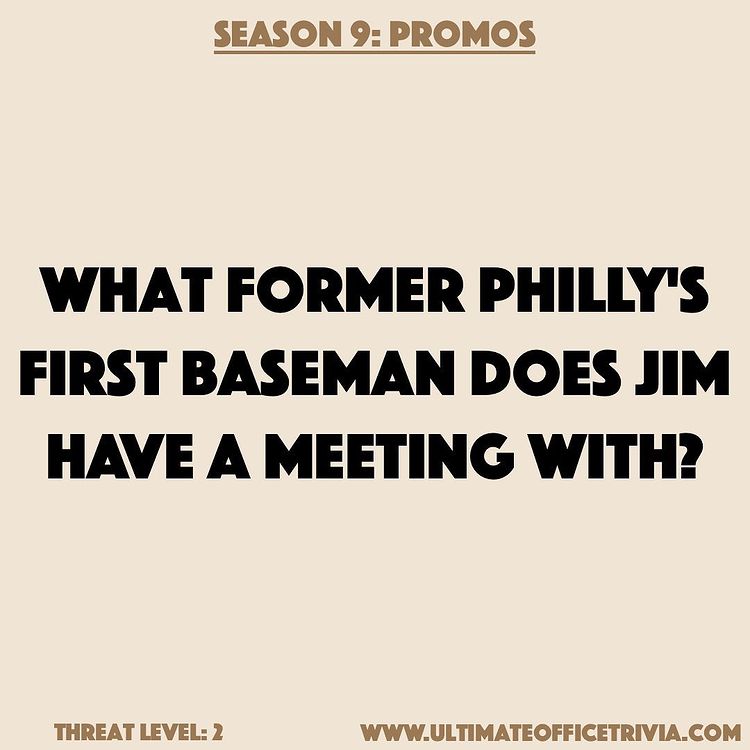 SEASON 9: PROMOS
WHAT FORMER PHILLY'S
FIRST BASEMAN DOES JIM
HAVE A MEETING WITH?
THREAT LEVEL: 2
WWW.ULTIMATEOFFICETRIVIA.COM